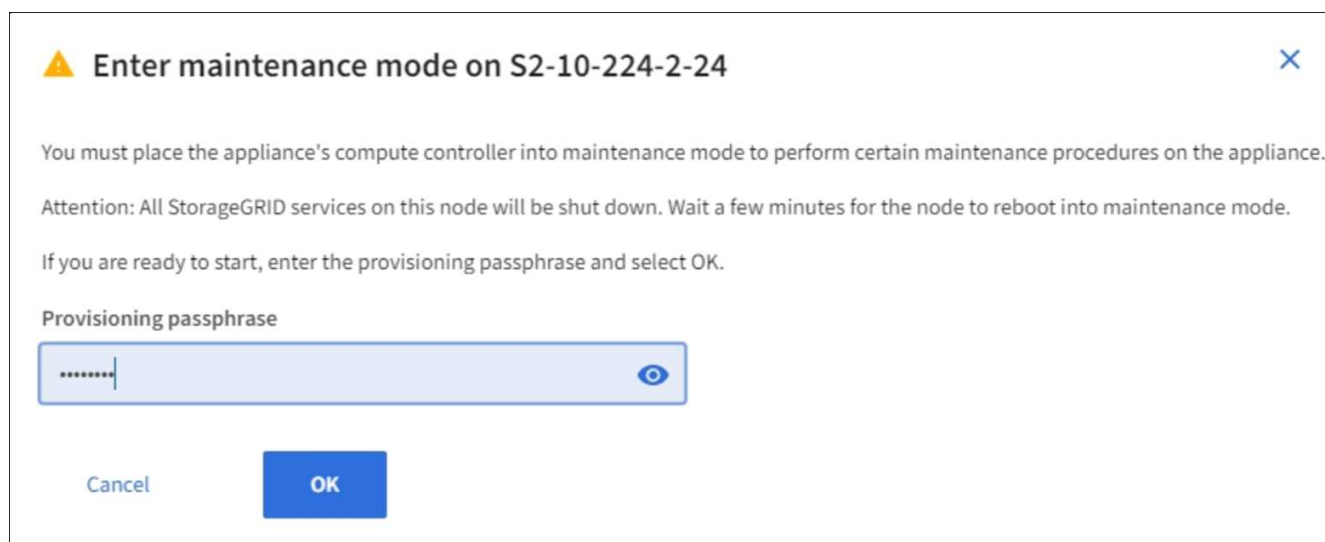 Enter maintenance mode on S2-10-224-2-24
You must place the appliance's compute controller into maintenance mode to perform certain maintenance procedures on the appliance.
Attention: All StorageGRID services on this node will be shut down. Wait a few minutes for the node to reboot into maintenance mode.
If you are ready to start, enter the provisioning passphrase and select OK.
Provisioning passphrase
••••••••
Cancel OK